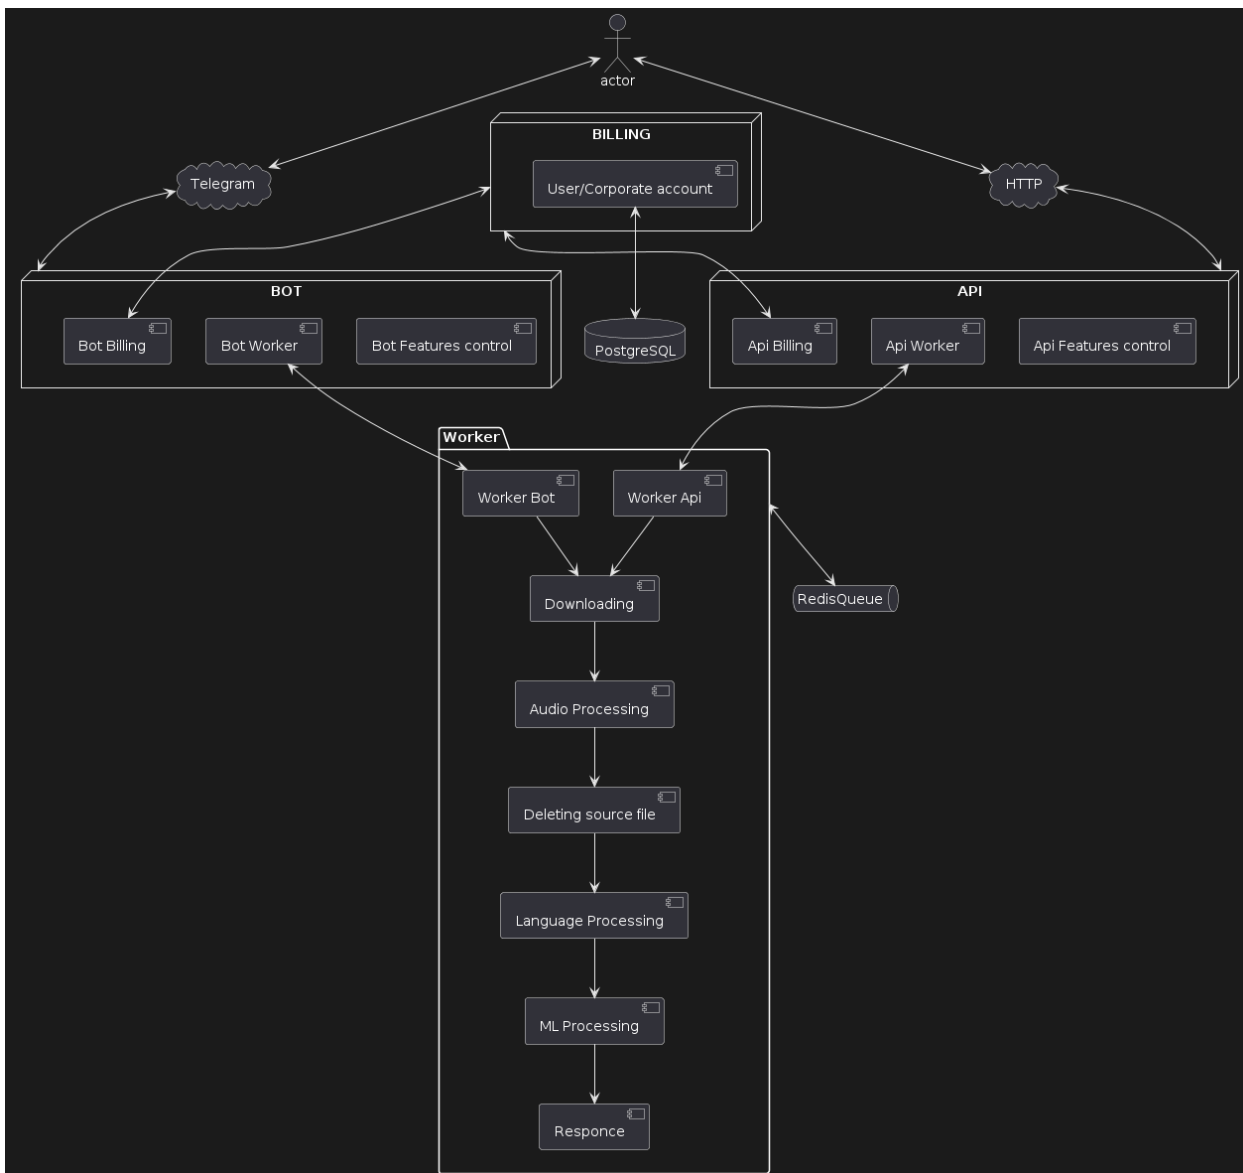 actor
BILLING
User/Corporate account
Telegram
HTTP
BOT
Bot Billing
Bot Worker
Bot Features control
PostgreSQL
API
Api Billing
Api Worker
Api Features control
Worker
Worker Bot
Worker Api
Downloading
RedisQueue
Audio Processing
Deleting source file
Language Processing
ML Processing
Responce